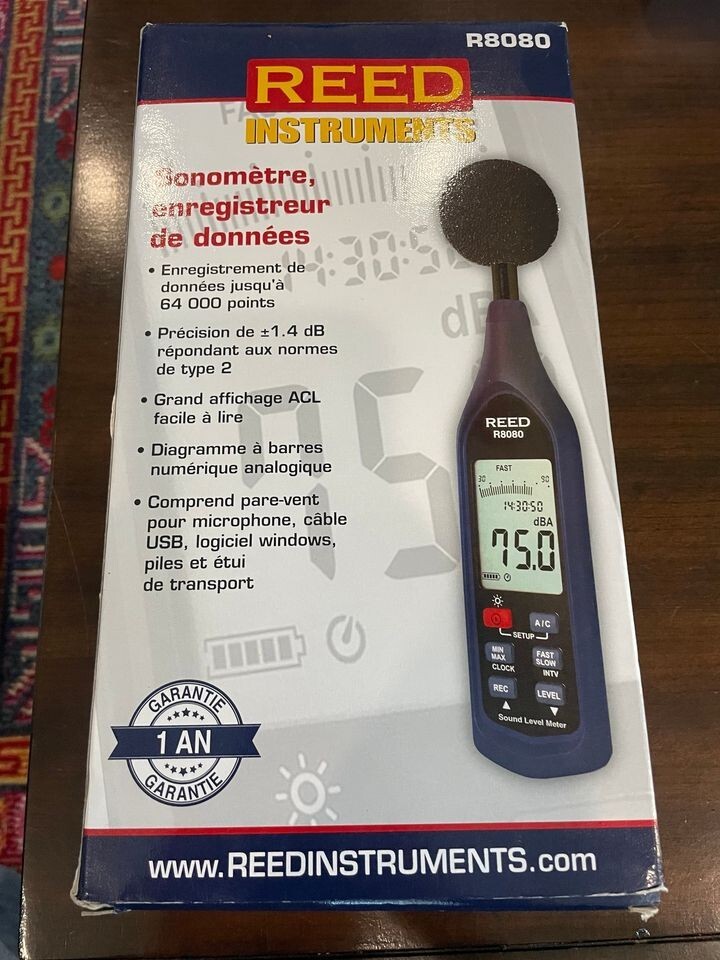 R8080
REED
INSTRUMENTS
Sonomètre,
enregistreur
de données
• Enregistrement de
données jusqu'à
64 000 points
• Précision de ±1.4 dB
répondant aux normes
de type 2
• Grand affichage ACL
facile à lire
• Diagramme à barres
numérique analogique
• Comprend pare-vent
pour microphone, câble
USB, logiciel windows,
piles et étui
de transport
GARANTIE
1 AN
GARANTIE
REED
R8080
FAST
30 90
14:30:50
dBA
75.0
A/C
SETUP
MIN
MAX
CLOCK
FAST
SLOW
INTV
REC
LEVEL
Sound Level Meter
www.REEDINSTRUMENTS.com